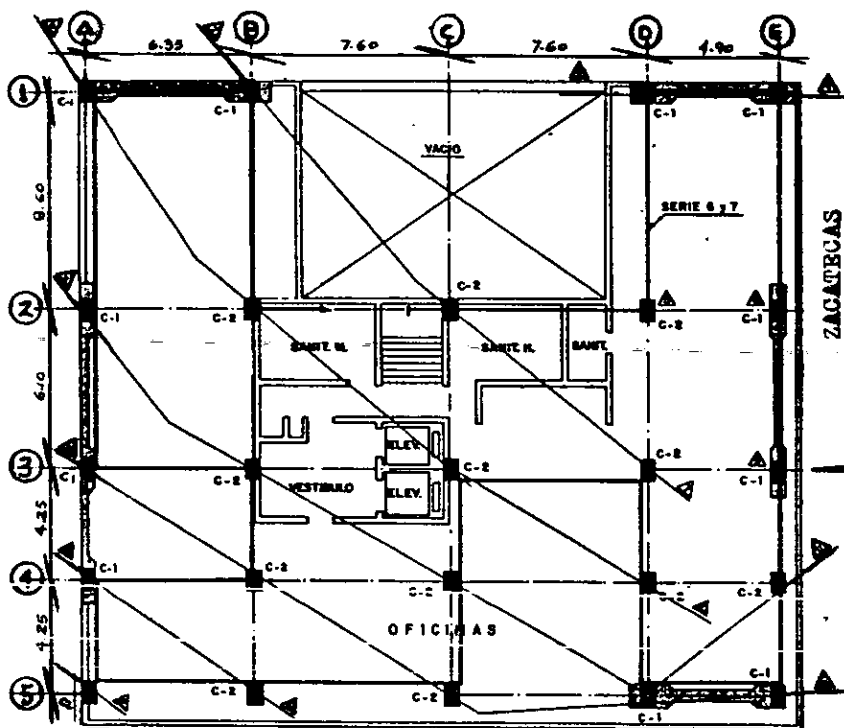 A B C D E
6.35 7.60 7.60 4.90
1
C-1 C-1 C-1 C-1
VACIO
8.60
SERIE 6 y 7
ZACATECAS
C-2
2
C-1 C-2 C-2 C-1
SANIT. M. SANIT. H. SANIT.
6.10
ELEV.
3
C1 C-2 C-2 C-2 C-1
VESTIBULO ELEV.
4.25
4
C-1 C-2 C-2 C-2 C-2
OFICINAS
4.25
5
C-2 C-2 C-1 C-1